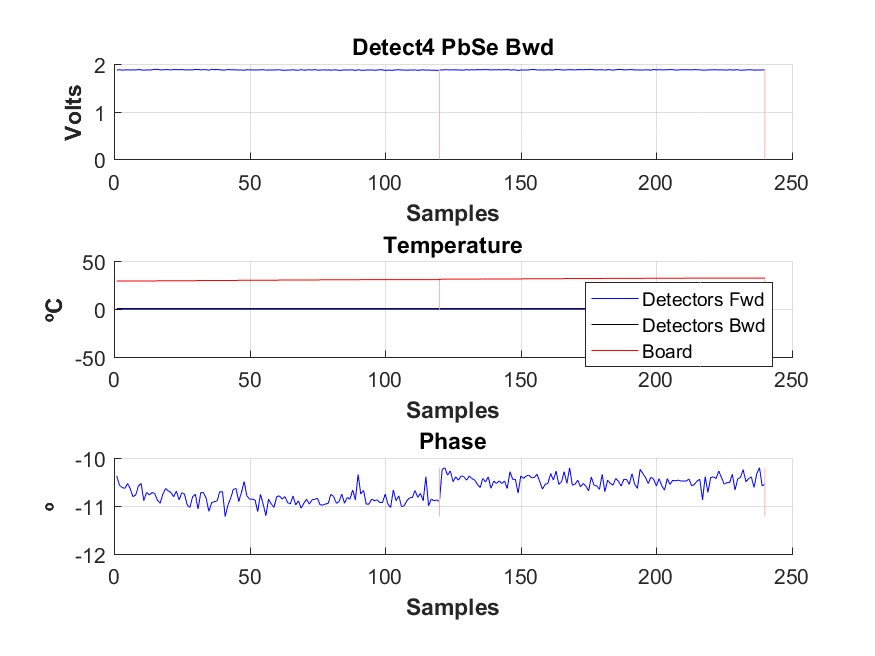 Detect4 PbSe Bwd
Volts
2
1
0
0 50 100 150 200 250
Samples
Temperature
ºC
50
0
-50
Detectors Fwd
Detectors Bwd
Board
0 50 100 150 200 250
Samples
Phase
º
-10
-11
-12
0 50 100 150 200 250
Samples